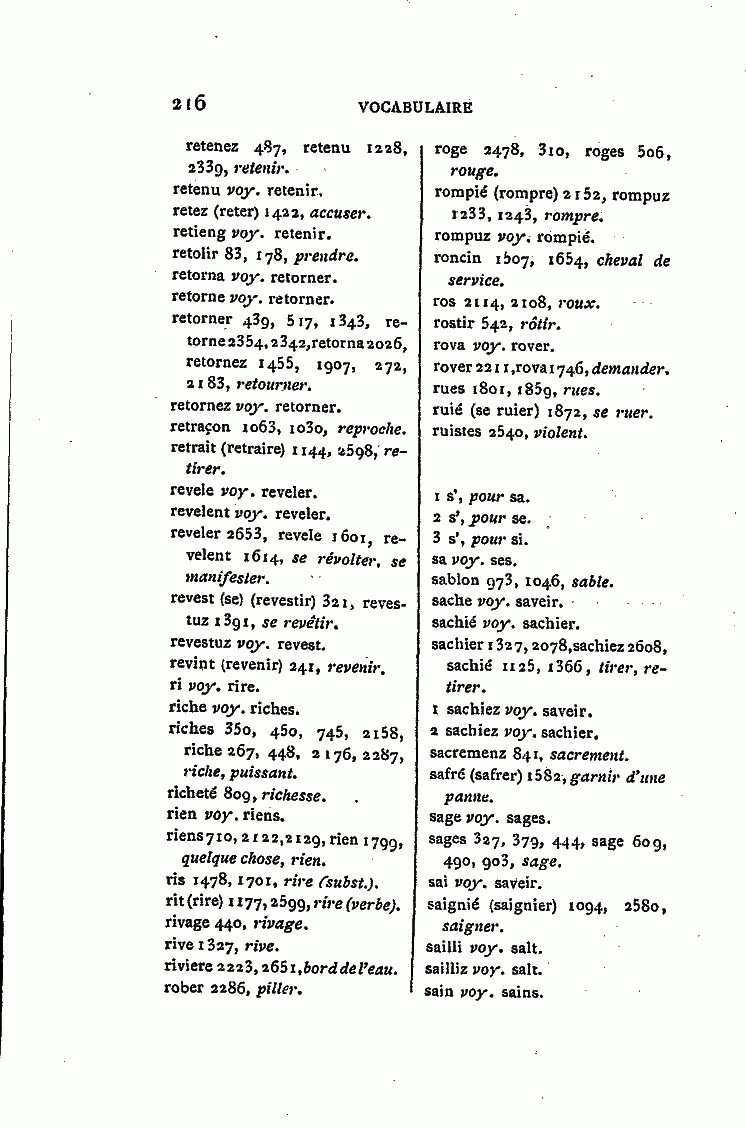 216
VOCABULAIRE
retenez 487, retenu 1228,
2339, retenir.
retenu voy. retenir.
retez (reter) 1422, accuser.
retieng voy. retenir.
retolir 83, 178, prendre.
retorna voy. retorner.
retorne voy. retorner.
retorner 439, 517, 1343, re-
torne 2354, 2342, retorna 2026,
retornez 1455, 1907, 272,
2183, retourner.
retornez voy. retorner.
retraçon 1063, 1030, reproche.
retrait (retraire) 1144, 2598, re-
tirer.
revele voy. reveler.
revelent voy. reveler.
reveler 2653, revele 1601, re-
velent 1614, se révolter, se
manifester.
revest (se) (revestir) 321, reves-
tuz 1391, se revêtir.
revestuz voy. revest.
revint (revenir) 241, revenir.
ri voy. rire.
riche voy. riches.
riches 350, 450, 745, 2158,
riche 267, 448, 2176, 2287,
riche, puissant.
richeté 809, richesse.
rien voy. riens.
riens 710, 2122, 2129, rien 1799,
quelque chose, rien.
ris 1478, 1701, rire (subst.).
rit (rire) 1177, 2599, rire (verbe).
rivage 440, rivage.
rive 1327, rive.
riviere 2223, 2651, bord de l'eau.
rober 2286, piller.
roge 2478, 310, roges 506,
rouge.
rompié (rompre) 2152, rompuz
1233, 1243, rompre.
rompuz voy. rompié.
roncin 1507, 1654, cheval de
service.
ros 2114, 2108, roux.
rostir 542, rôtir.
rova voy. rover.
rover 2211, rova 1746, demander.
rues 1801, 1859, rues.
ruié (se ruier) 1872, se ruer.
ruistes 2540, violent.
1 s', pour sa.
2 s', pour se.
3 s', pour si.
sa voy. ses.
sablon 973, 1046, sable.
sache voy. saveir.
sachié voy. sachier.
sachier 1327, 2078, sachiez 2608,
sachié 1125, 1366, tirer, re-
tirer.
1 sachiez voy. saveir.
2 sachiez voy. sachier.
sacremenz 841, sacrement.
safré (safrer) 1582, garnir d'une
panne.
sage voy. sages.
sages 327, 379, 444, sage 609,
490, 903, sage.
sai voy. saveir.
saignié (saignier) 1094, 2580,
saigner.
sailli voy. salt.
sailliz voy. salt.
sain voy. sains.